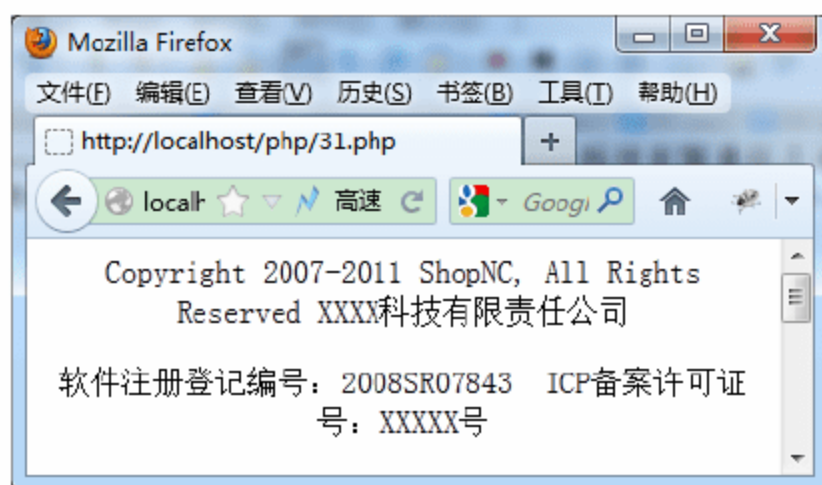 Mozilla Firefox
文件(F) 编辑(E) 查看(V) 历史(S) 书签(B) 工具(T) 帮助(H)
http://localhost/php/31.php
localh 高速 Googl
Copyright 2007-2011 ShopNC, All Rights
Reserved XXXX科技有限责任公司
软件注册登记编号：2008SR07843 ICP备案许可证
号：XXXXX号